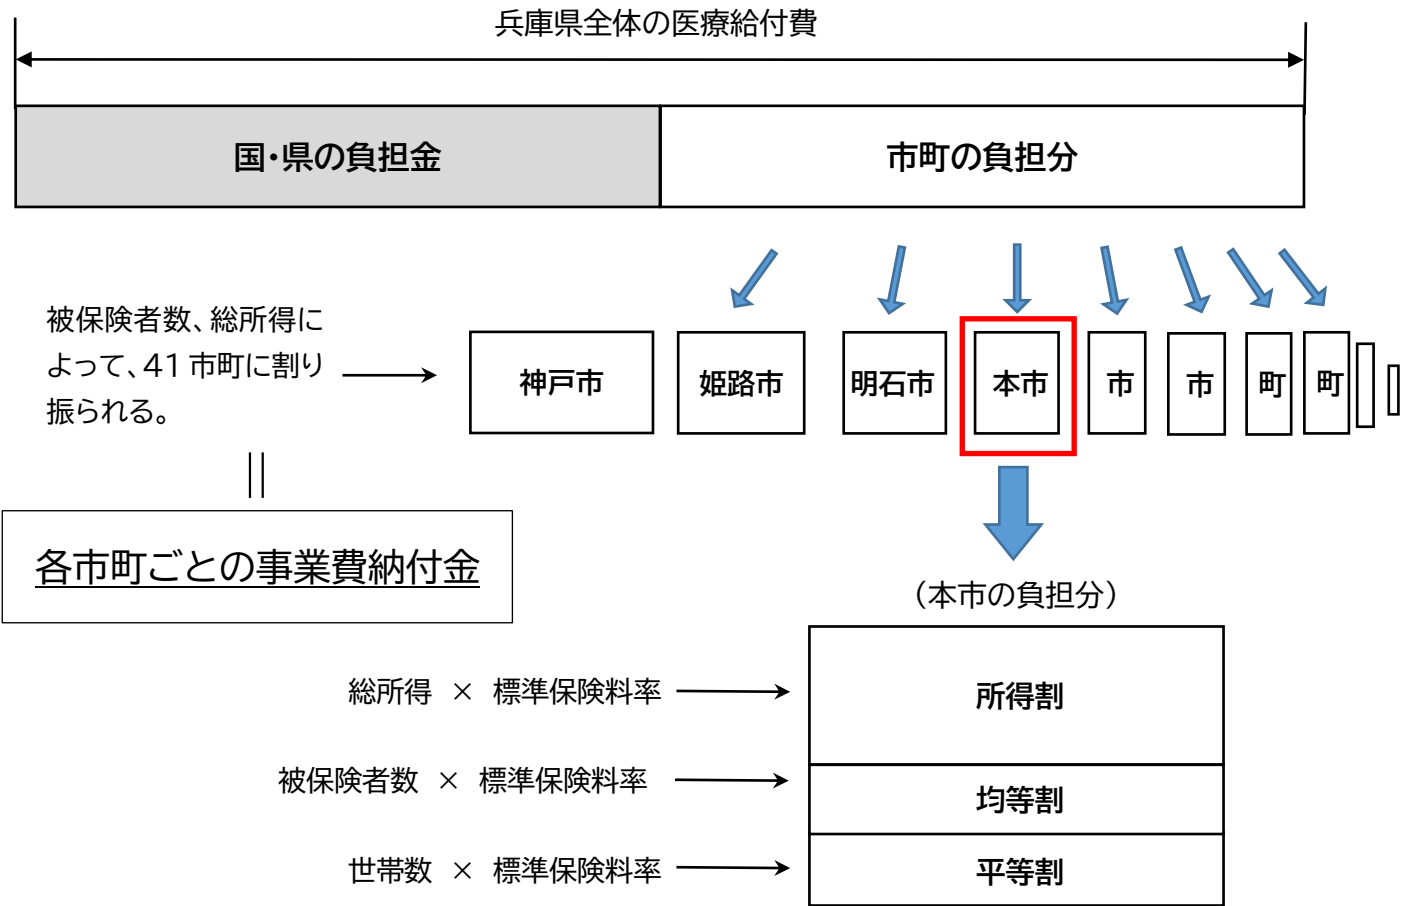 兵庫県全体の医療給付費
国・県の負担金
市町の負担分
被保険者数、総所得に
よって、41 市町に割り
振られる。
神戸市
姫路市
明石市
本市
市
市
町
町
各市町ごとの事業費納付金
（本市の負担分）
総所得 × 標準保険料率
所得割
被保険者数 × 標準保険料率
均等割
世帯数 × 標準保険料率
平等割